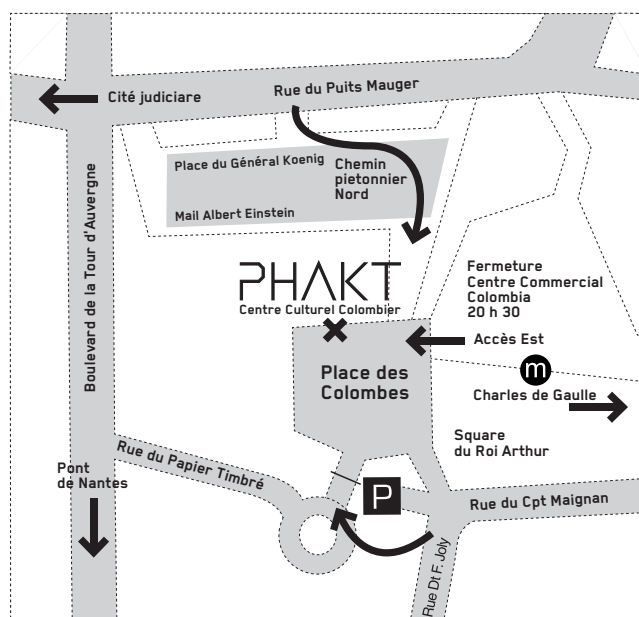 Rue du Puits Mauger
Cité judiciare
Place du Général Koenig
Chemin
pietonnier
Nord
Mail Albert Einstein
Boulevard de la Tour d'Auvergne
PHAKT
Centre Culturel Colombier
Fermeture
Centre Commercial
Colombia
20 h 30
Accès Est
Place des
Colombes
m
Charles de Gaulle
Square
du Roi Arthur
Rue du Papier Timbré
Pont
de Nantes
P
Rue du Cpt Maignan
Rue Dt F. Joly